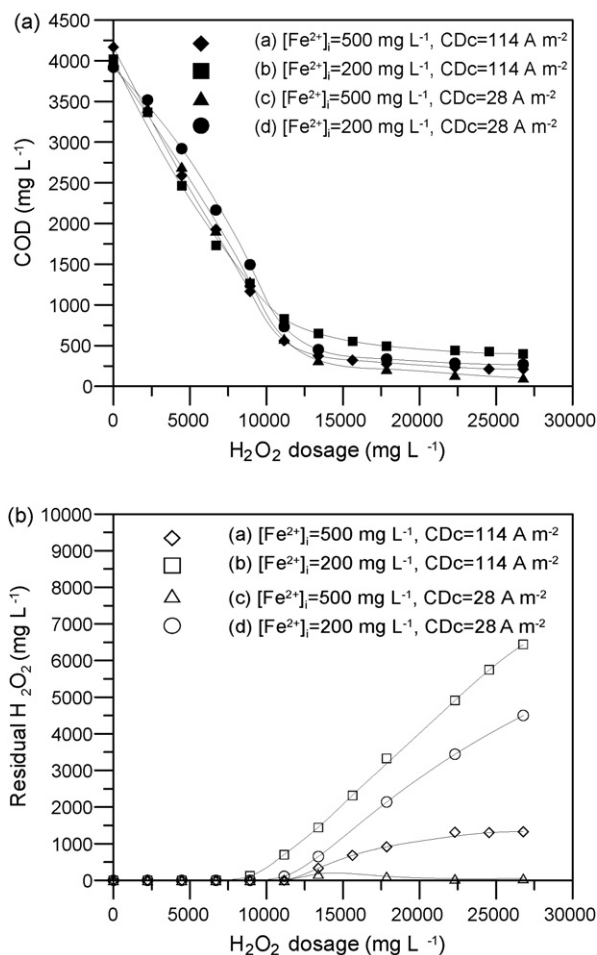 (a)
(a) [Fe²⁺]ᵢ=500 mg L⁻¹, CDc=114 A m⁻²
(b) [Fe²⁺]ᵢ=200 mg L⁻¹, CDc=114 A m⁻²
(c) [Fe²⁺]ᵢ=500 mg L⁻¹, CDc=28 A m⁻²
(d) [Fe²⁺]ᵢ=200 mg L⁻¹, CDc=28 A m⁻²
COD (mg L⁻¹)
4500
4000
3500
3000
2500
2000
1500
1000
500
0
0 5000 10000 15000 20000 25000 30000
H₂O₂ dosage (mg L ⁻¹)
(b)
(a) [Fe²⁺]ᵢ=500 mg L⁻¹, CDc=114 A m⁻²
(b) [Fe²⁺]ᵢ=200 mg L⁻¹, CDc=114 A m⁻²
(c) [Fe²⁺]ᵢ=500 mg L⁻¹, CDc=28 A m⁻²
(d) [Fe²⁺]ᵢ=200 mg L⁻¹, CDc=28 A m⁻²
Residual H₂O₂ (mg L⁻¹)
10000
9000
8000
7000
6000
5000
4000
3000
2000
1000
0
0 5000 10000 15000 20000 25000 30000
H₂O₂ dosage (mg L ⁻¹)